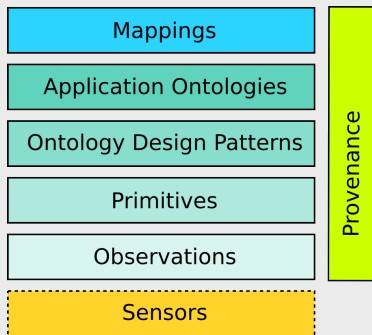 Mappings
Application Ontologies
Ontology Design Patterns
Primitives
Observations
Sensors
Provenance